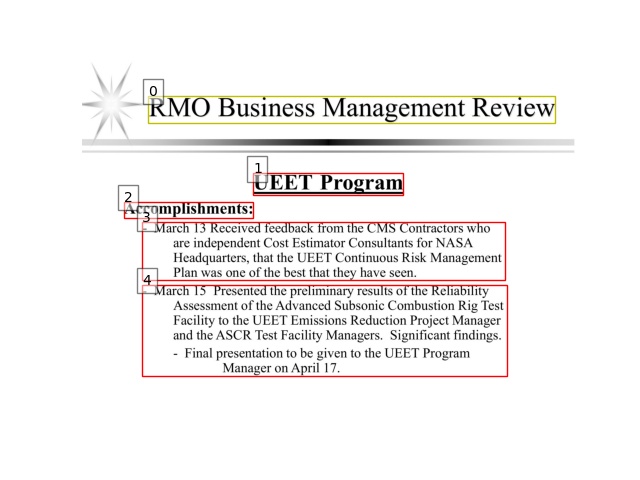 0
RMO Business Management Review
1
UEET Program
2
Accomplishments:
3
- March 13 Received feedback from the CMS Contractors who
are independent Cost Estimator Consultants for NASA
Headquarters, that the UEET Continuous Risk Management
Plan was one of the best that they have seen.
4
- March 15  Presented the preliminary results of the Reliability
Assessment of the Advanced Subsonic Combustion Rig Test
Facility to the UEET Emissions Reduction Project Manager
and the ASCR Test Facility Managers.  Significant findings.
- Final presentation to be given to the UEET Program
Manager on April 17.